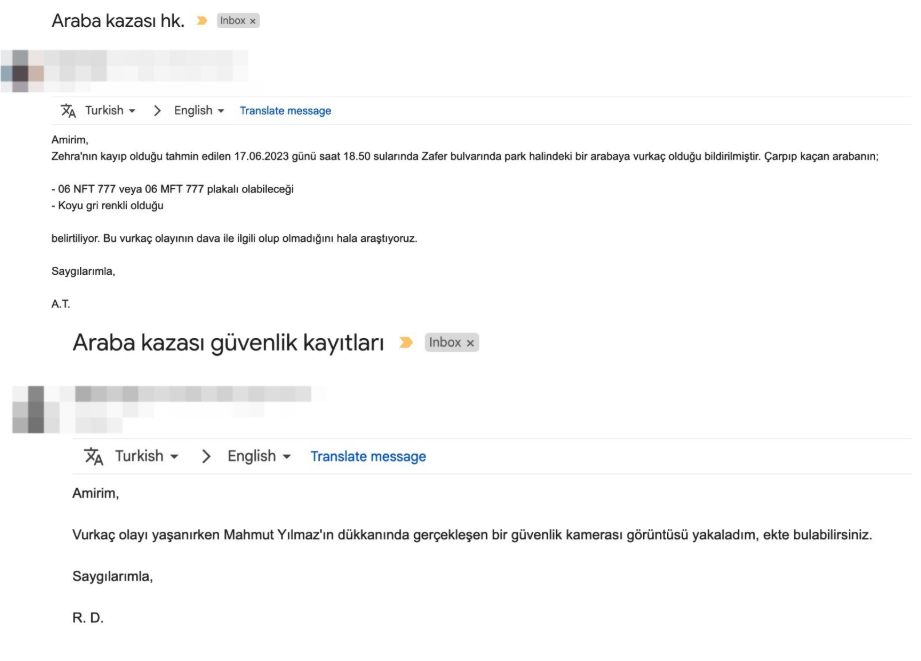 Araba kazası hk. Inbox ×
Turkish > English Translate message
Amirim,
Zehra'nın kayıp olduğu tahmin edilen 17.06.2023 günü saat 18.50 sularında Zafer bulvarında park halindeki bir arabaya vurkaç olduğu bildirilmiştir. Çarpıp kaçan arabanın;
- 06 NFT 777 veya 06 MFT 777 plakalı olabileceği
- Koyu gri renkli olduğu
belirtiliyor. Bu vurkaç olayının dava ile ilgili olup olmadığını hala araştıyoruz.
Saygılarımla,
A.T.
Araba kazası güvenlik kayıtları Inbox ×
Turkish > English Translate message
Amirim,
Vurkaç olayı yaşanırken Mahmut Yılmaz'ın dükkanında gerçekleşen bir güvenlik kamerası görüntüsü yakaladım, ekte bulabilirsiniz.
Saygılarımla,
R. D.